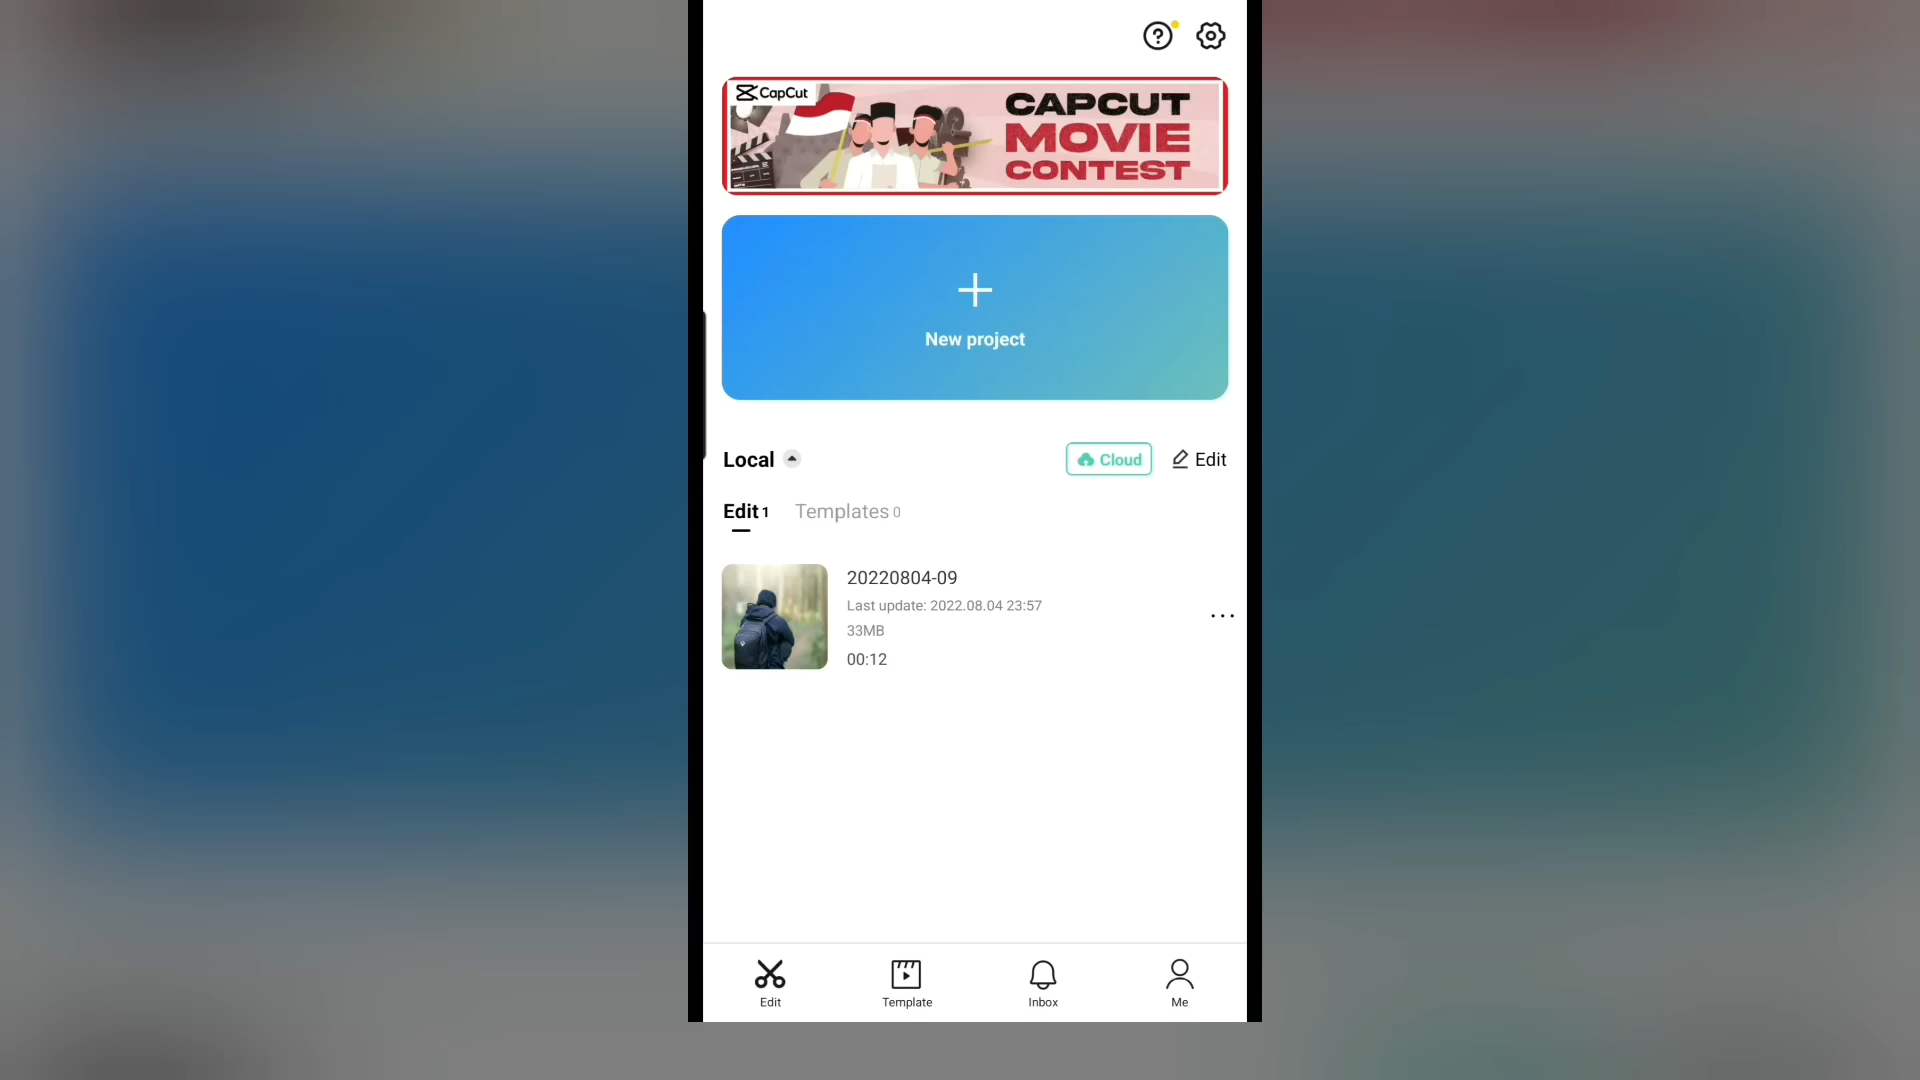 CapCut
CAPCUT
MOVIE
CONTEST
New project
Local
Cloud
Edit
Edit 1
Templates 0
20220804-09
Last update: 2022.08.04 23:57
33MB
00:12
Edit
Template
Inbox
Me